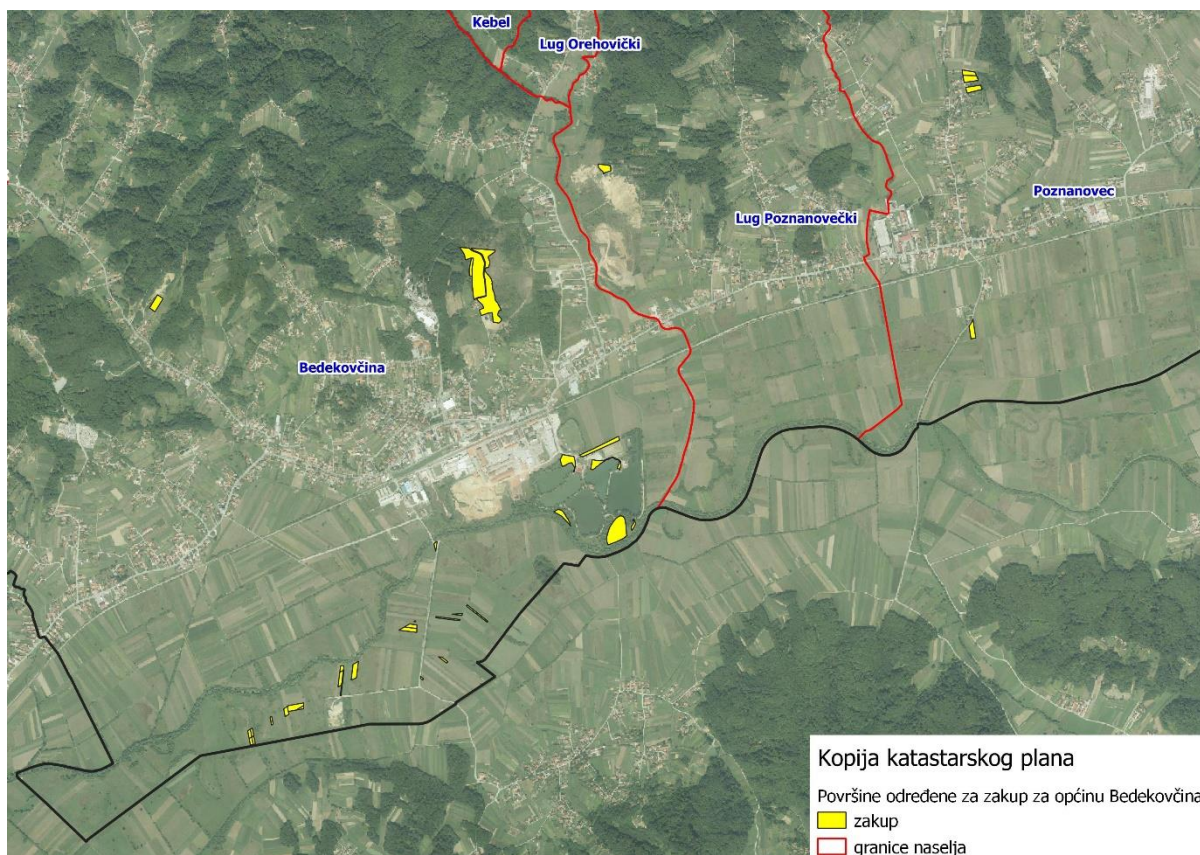 Kebel
Lug Orehovički
Poznanovec
Lug Poznanovečki
Bedekovčina
Kopija katastarskog plana
Površine određene za zakup za općinu Bedekovčina
zakup
granice naselja